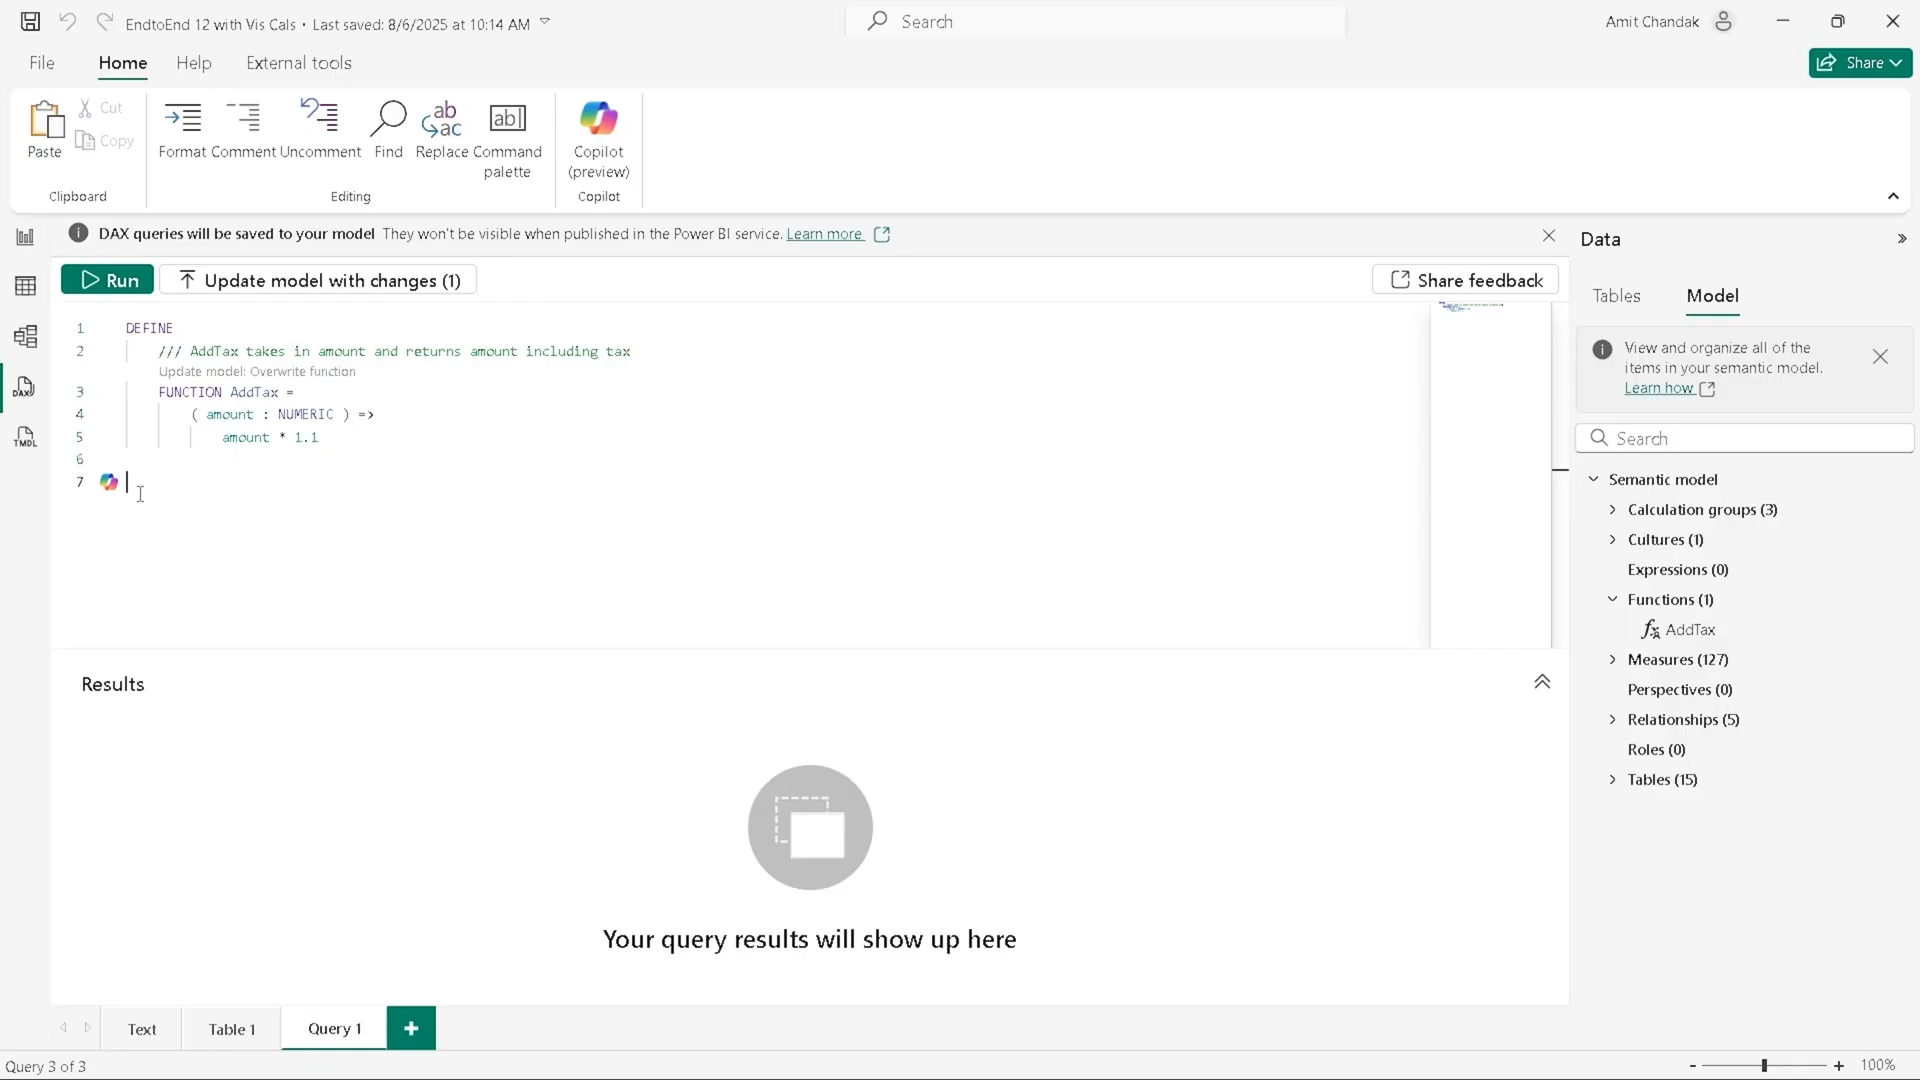 EndtoEnd 12 with Vis Cals • Last saved: 8/6/2025 at 10:14 AM
Search
Amit Chandak
File
Home
Help
External tools
Share
Paste
Cut
Copy
Clipboard
Format
Comment
Uncomment
Find
Replace
Command
palette
Editing
Copilot
(preview)
Copilot
DAX queries will be saved to your model They won't be visible when published in the Power BI service. Learn more
Run
Update model with changes (1)
Share feedback
1 DEFINE
2 /// AddTax takes in amount and returns amount including tax
Update model: Overwrite function
3 FUNCTION AddTax =
4 ( amount : NUMERIC ) =>
5 amount * 1.1
6
7
DAX
TMDL
Results
Your query results will show up here
Data
Tables
Model
View and organize all of the
items in your semantic model.
Learn how
Search
Semantic model
Calculation groups (3)
Cultures (1)
Expressions (0)
Functions (1)
AddTax
Measures (127)
Perspectives (0)
Relationships (5)
Roles (0)
Tables (15)
Text
Table 1
Query 1
+
Query 3 of 3
- + 100%